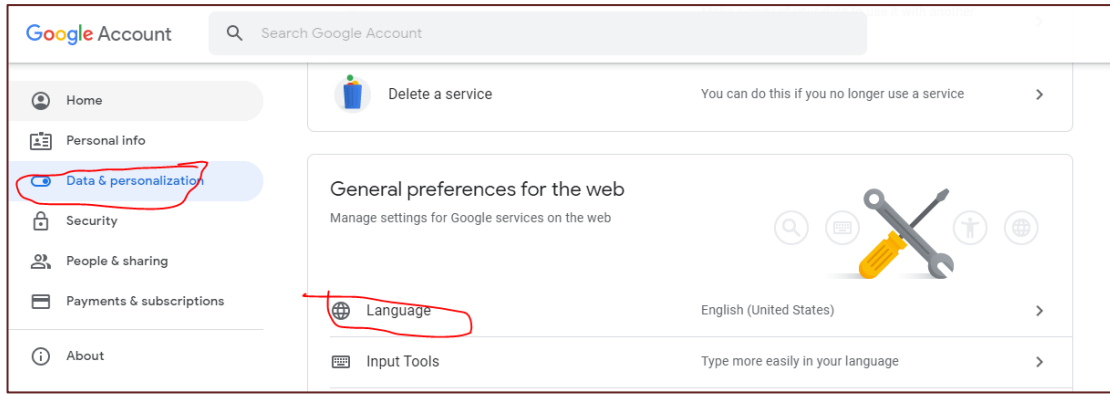 Google Account
Search Google Account
Home
Personal info
Data & personalization
Security
People & sharing
Payments & subscriptions
About
Delete a service You can do this if you no longer use a service
General preferences for the web
Manage settings for Google services on the web
Language English (United States)
Input Tools Type more easily in your language